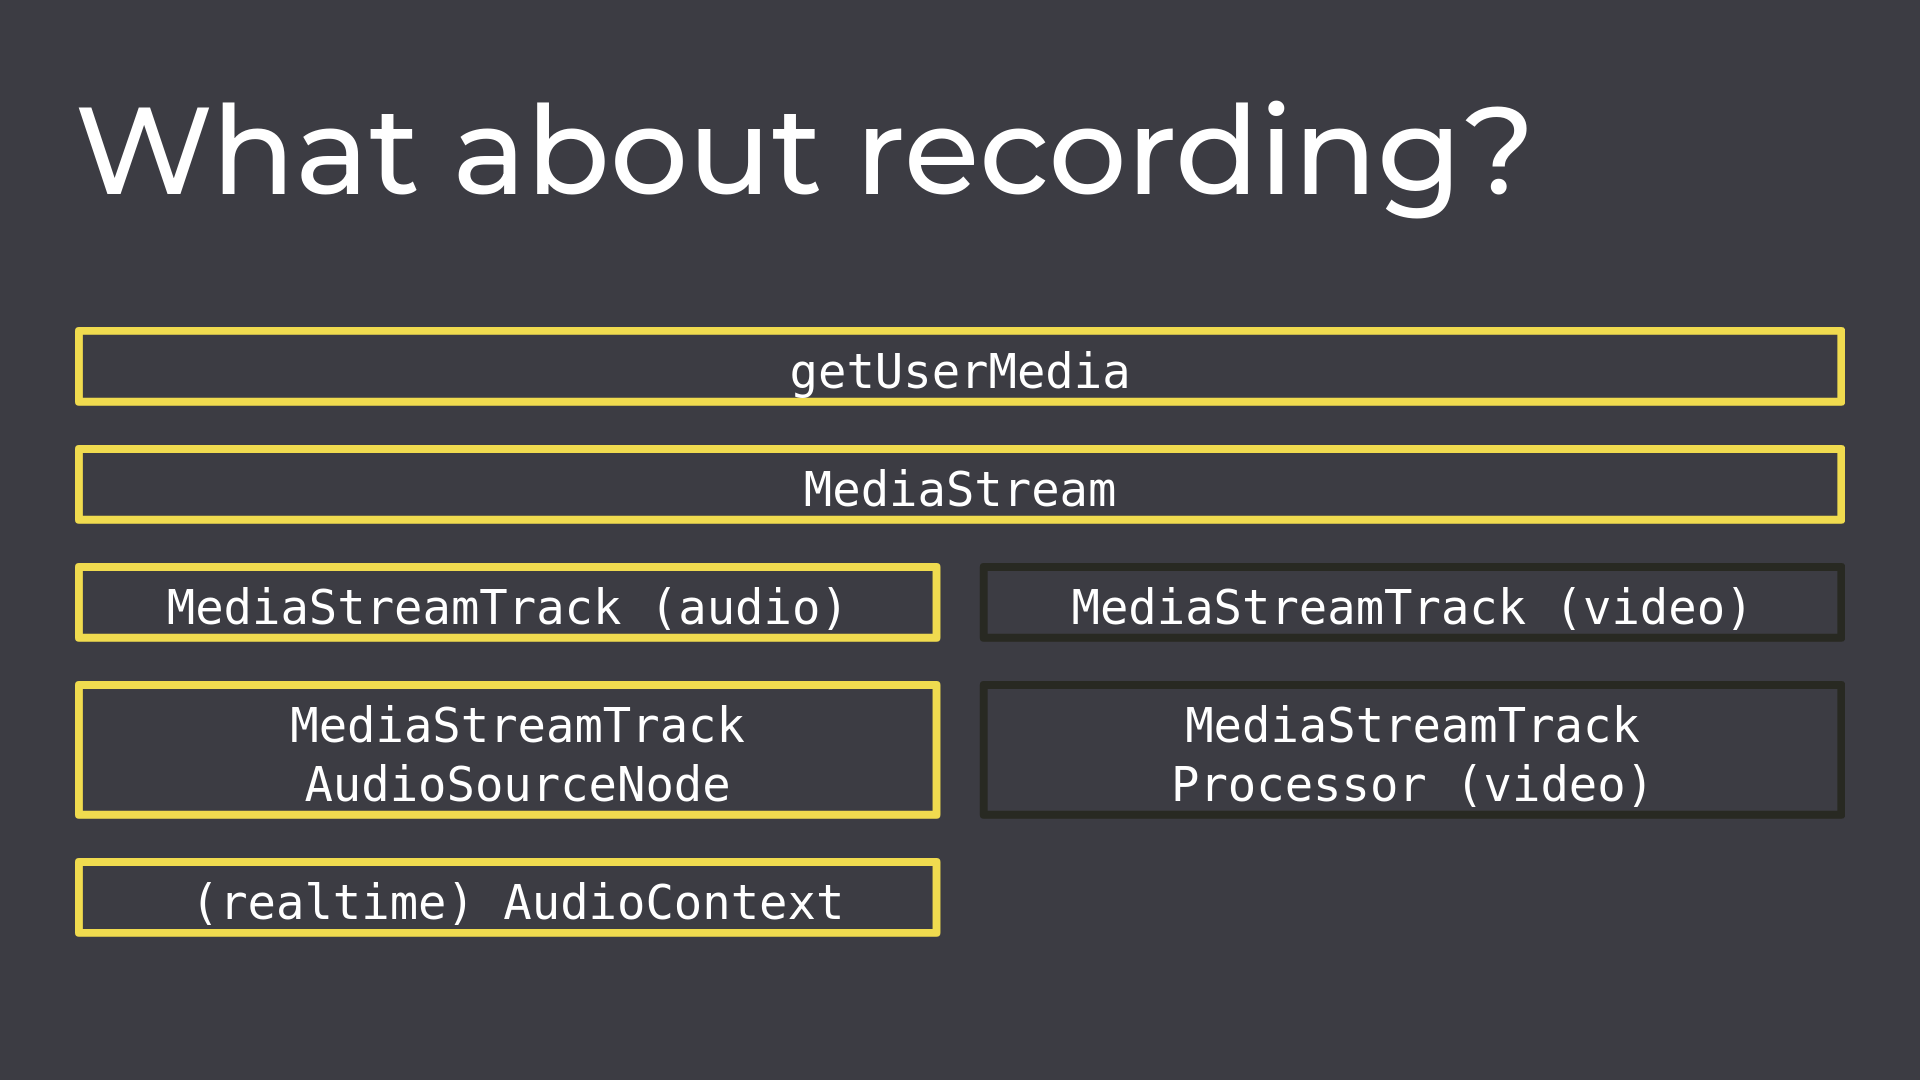 What about recording?
getUserMedia
MediaStream
MediaStreamTrack (audio)
MediaStreamTrack (video)
MediaStreamTrack
AudioSourceNode
MediaStreamTrack
Processor (video)
(realtime) AudioContext